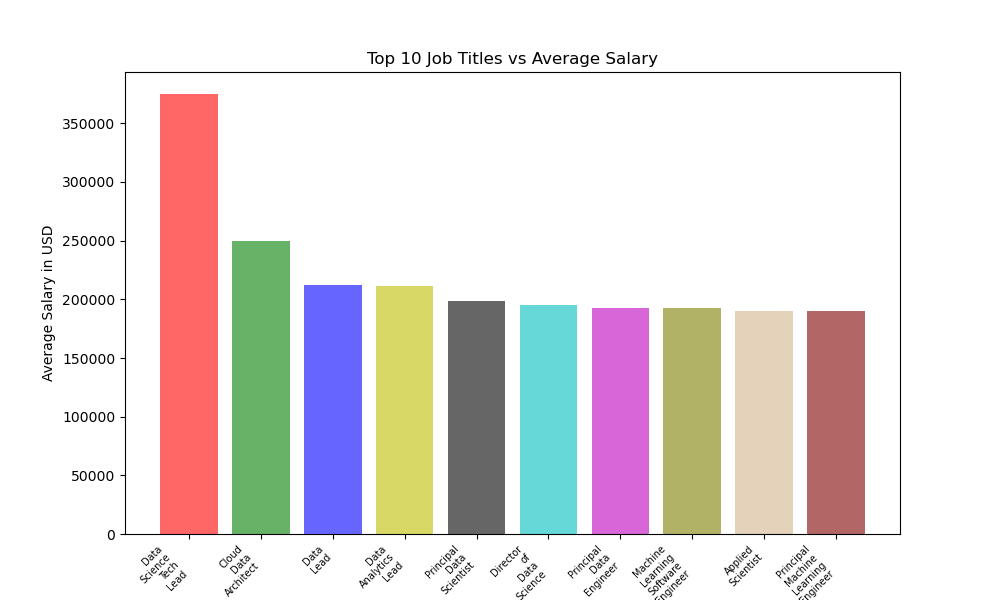 Top 10 Job Titles vs Average Salary
Average Salary in USD
350000
300000
250000
200000
150000
100000
50000
0
Data
Science
Tech
Lead
Cloud
Data
Architect
Data
Lead
Data
Analytics
Lead
Principal
Data
Scientist
Director
of
Data
Science
Principal
Data
Engineer
Machine
Learning
Software
Engineer
Applied
Scientist
Principal
Machine
Learning
Engineer